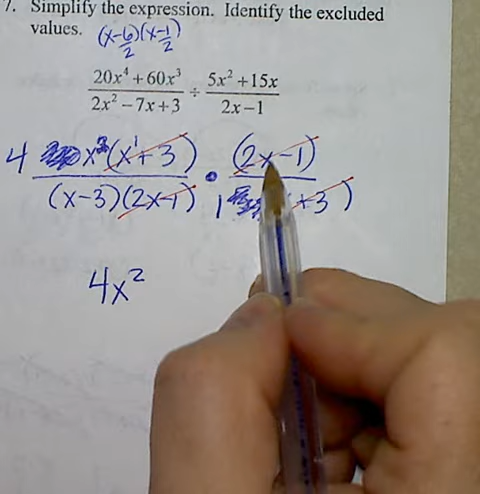 7. Simplify the expression. Identify the excluded
values. (x-6/2)(x-1/2)
20x⁴ + 60x³ / 2x² − 7x + 3 ÷ 5x² + 15x / 2x − 1
4 x² (x + 3) / (x-3)(2x-1) • (2x-1) / 1 +3)
4x²